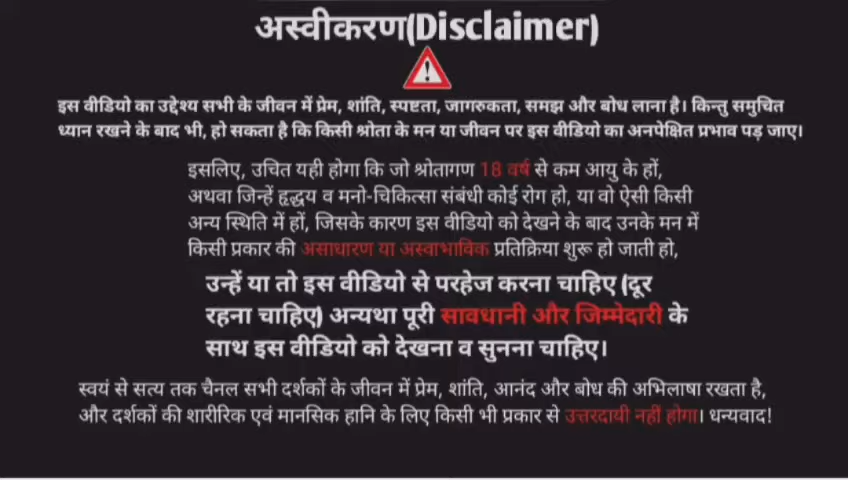 अस्वीकरण(Disclaimer)
इस वीडियो का उद्देश्य सभी के जीवन में प्रेम, शांति, स्पष्टता, जागरुकता, समझ और बोध लाना है। किन्तु समुचित
ध्यान रखने के बाद भी, हो सकता है कि किसी श्रोता के मन या जीवन पर इस वीडियो का अनपेक्षित प्रभाव पड़ जाए।
इसलिए, उचित यही होगा कि जो श्रोतागण 18 वर्ष से कम आयु के हों,
अथवा जिन्हें हृद्धय व मनो-चिकित्सा संबंधी कोई रोग हो, या वो ऐसी किसी
अन्य स्थिति में हों, जिसके कारण इस वीडियो को देखने के बाद उनके मन में
किसी प्रकार की असाधारण या अस्वाभाविक प्रतिक्रिया शुरू हो जाती हो,
उन्हें या तो इस वीडियो से परहेज करना चाहिए (दूर
रहना चाहिए) अन्यथा पूरी सावधानी और जिम्मेदारी के
साथ इस वीडियो को देखना व सुनना चाहिए।
स्वयं से सत्य तक चैनल सभी दर्शकों के जीवन में प्रेम, शांति, आनंद और बोध की अभिलाषा रखता है,
और दर्शकों की शारीरिक एवं मानसिक हानि के लिए किसी भी प्रकार से उत्तरदायी नहीं होगा। धन्यवाद!